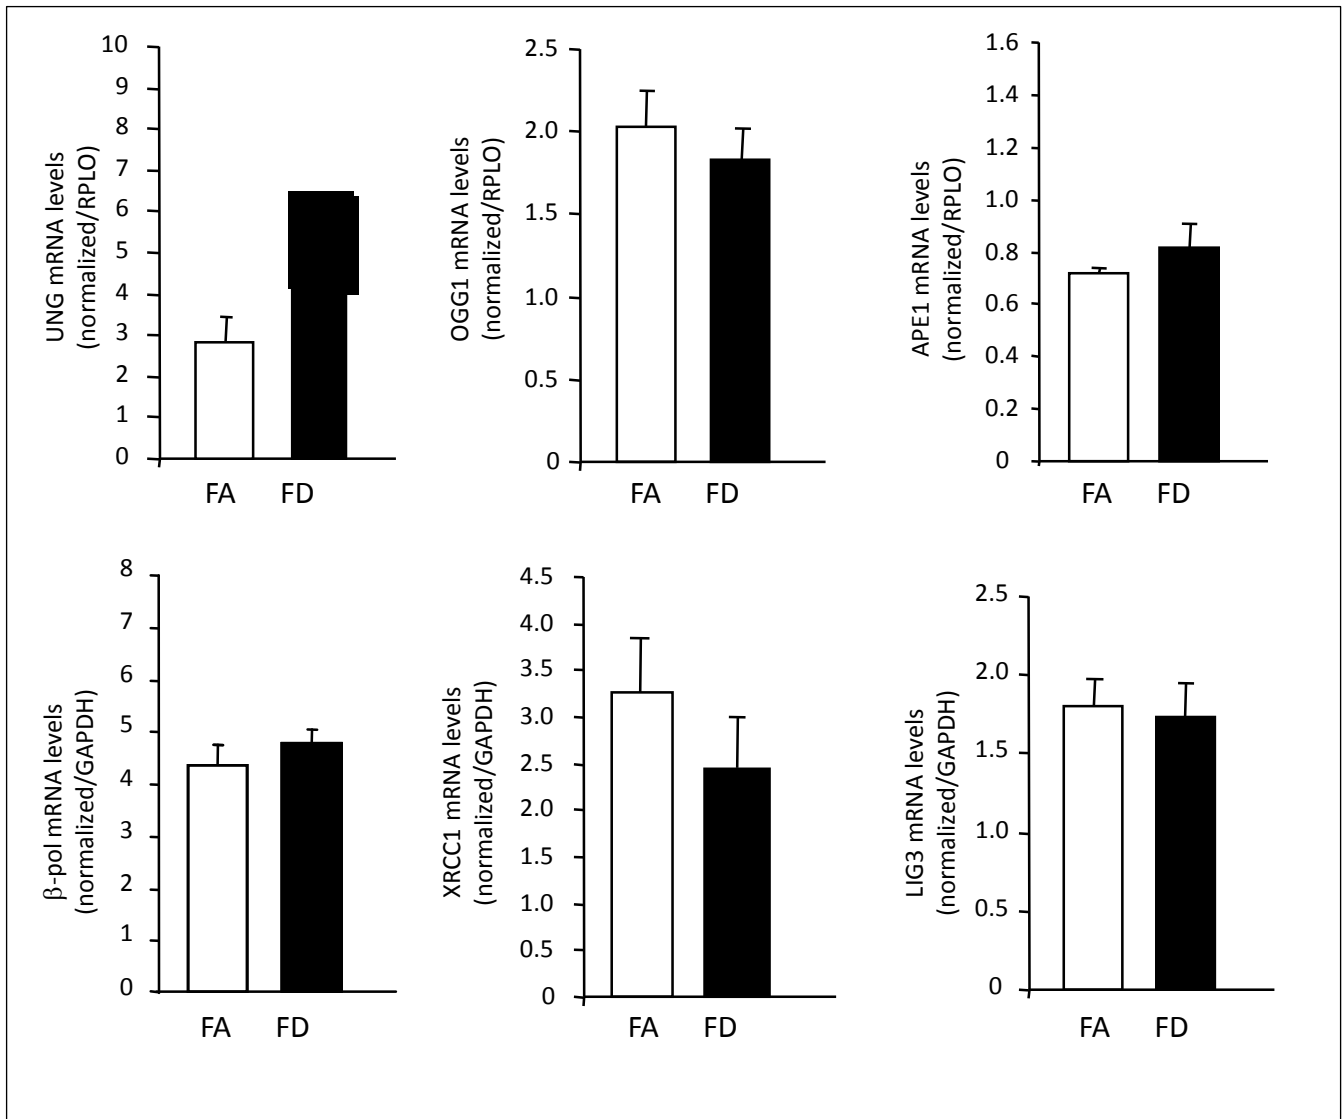 UNG mRNA levels
(normalized/RPLO)
10
9
8
7
6
5
4
3
2
1
0
FA FD
OGG1 mRNA levels
(normalized/RPLO)
2.5
2.0
1.5
1.0
0.5
0
FA FD
APE1 mRNA levels
(normalized/RPLO)
1.6
1.4
1.2
1.0
0.8
0.6
0.4
0.2
0
FA FD
β-pol mRNA levels
(normalized/GAPDH)
8
7
6
5
4
3
2
1
0
FA FD
XRCC1 mRNA levels
(normalized/GAPDH)
4.5
4.0
3.5
3.0
2.5
2.0
1.5
1.0
0.5
0
FA FD
LIG3 mRNA levels
(normalized/GAPDH)
2.5
2.0
1.5
1.0
0.5
0
FA FD